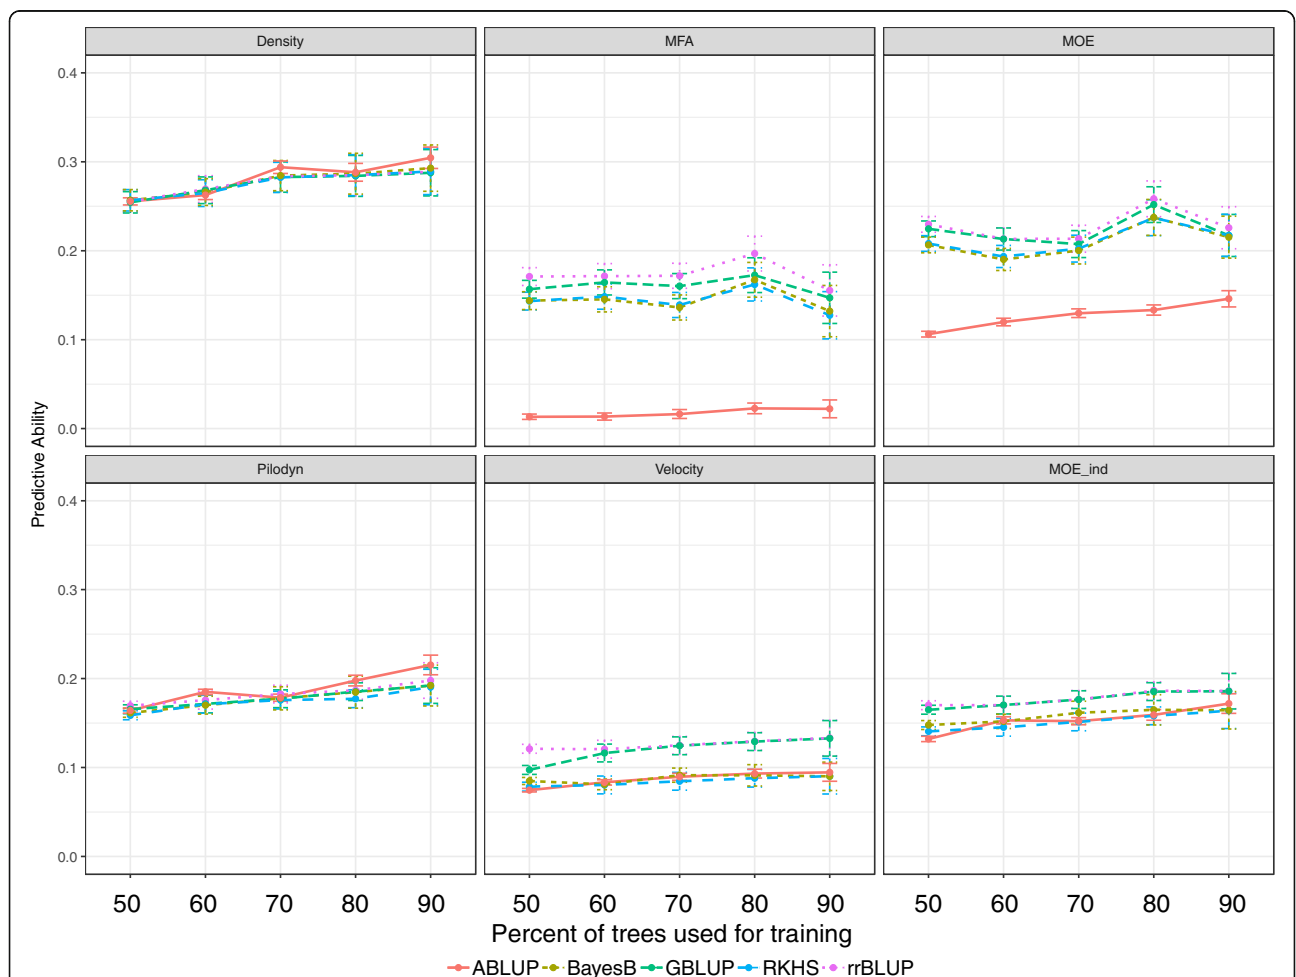 Density MFA MOE
0.4
0.3
0.2
0.1
0.0
Predictive Ability
Pilodyn Velocity MOE_ind
0.4
0.3
0.2
0.1
0.0
50 60 70 80 90 50 60 70 80 90 50 60 70 80 90
Percent of trees used for training
ABLUP BayesB GBLUP RKHS rrBLUP